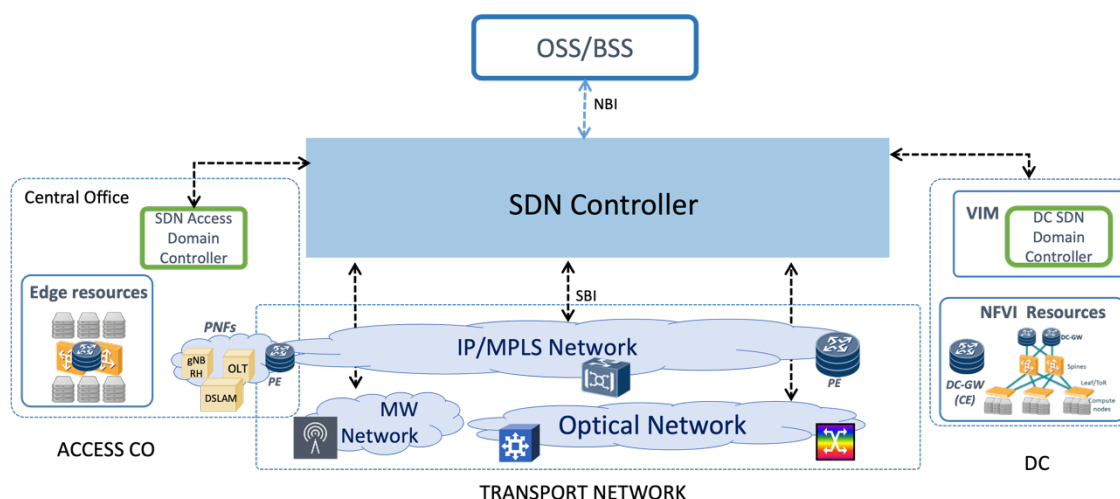 OSS/BSS
NBI
SDN Controller
Central Office
SDN Access
Domain
Controller
Edge resources
PNFs
gNB
RH
OLT
DSLAM
PE
ACCESS CO
SBI
IP/MPLS Network
PE
MW
Network
Optical Network
TRANSPORT NETWORK
VIM
DC SDN
Domain
Controller
NFVI Resources
DC-GW
Spines
Leaf/ToR
Compute
nodes
DC-GW
(CE)
DC